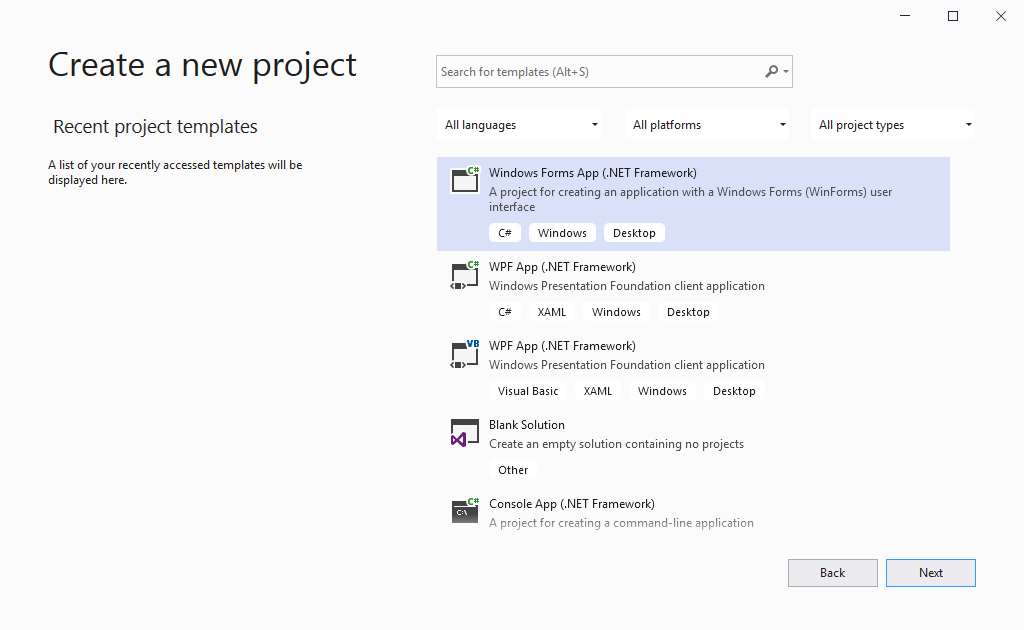 Create a new project
Recent project templates
A list of your recently accessed templates will be
displayed here.
Search for templates (Alt+S)
All languages
All platforms
All project types
C#
Windows Forms App (.NET Framework)
A project for creating an application with a Windows Forms (WinForms) user
interface
C# Windows Desktop
C#
WPF App (.NET Framework)
Windows Presentation Foundation client application
C# XAML Windows Desktop
VB
WPF App (.NET Framework)
Windows Presentation Foundation client application
Visual Basic XAML Windows Desktop
Blank Solution
Create an empty solution containing no projects
Other
C#
C:\
Console App (.NET Framework)
A project for creating a command-line application
Back
Next